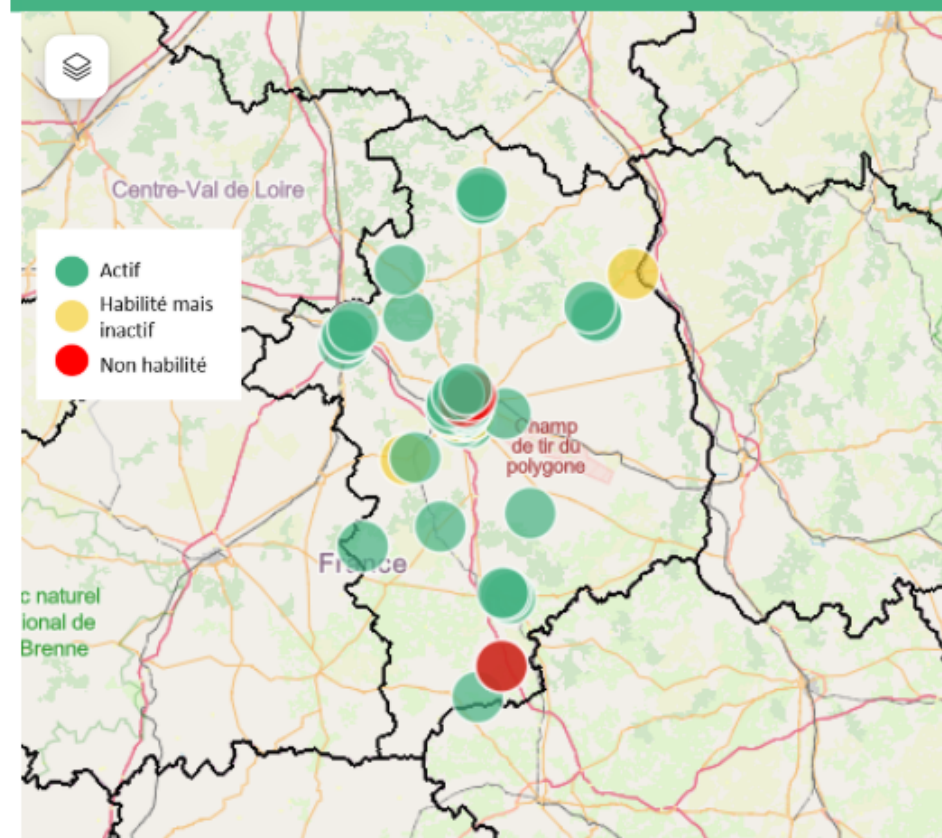 Centre-Val de Loire
Actif
Habilité mais
inactif
Non habilité
Champ
de tir du
polygone
France
c naturel
ional de
Brenne